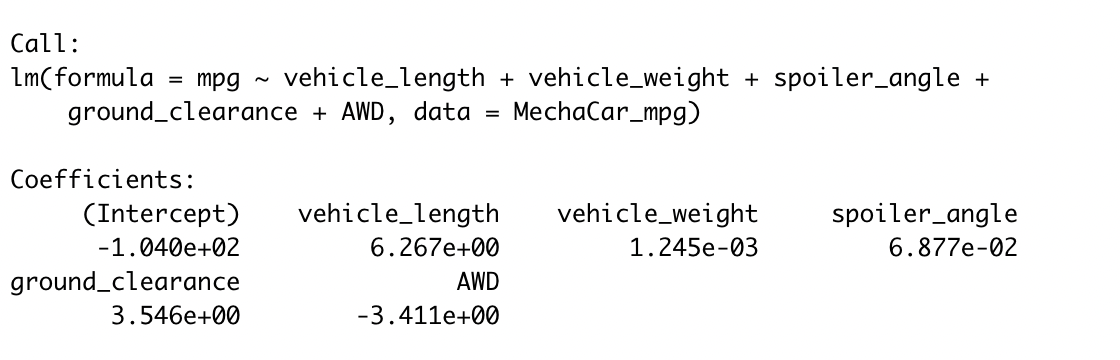 Call:
lm(formula = mpg ~ vehicle_length + vehicle_weight + spoiler_angle +
    ground_clearance + AWD, data = MechaCar_mpg)

Coefficients:
     (Intercept)    vehicle_length    vehicle_weight     spoiler_angle
      -1.040e+02         6.267e+00         1.245e-03         6.877e-02
ground_clearance               AWD
       3.546e+00        -3.411e+00